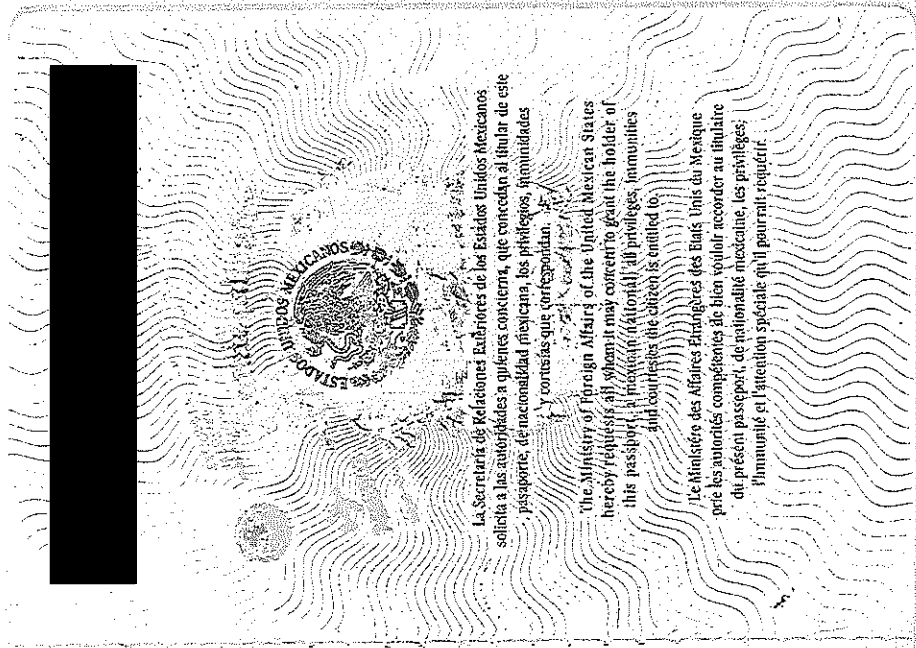 ESTADOS UNIDOS MEXICANOS
La Secretaría de Relaciones Exteriores de los Estados Unidos Mexicanos
solicita a las autoridades a quienes concierna, que concedan al titular de este
pasaporte, de nacionalidad mexicana, los privilegios, inmunidades
y cortesías que correspondan.
The Ministry of Foreign Affairs of the United Mexican States
hereby requests all whom it may concern to grant the holder of
this passport, a mexican national, all privileges, immunities
and courtesies the citizen is entitled to.
Le Ministère des Affaires Étrangères des États Unis du Mexique
prie les autorités compétentes de bien vouloir accorder au titulaire
du présent passeport, de nationalité mexicaine, les privilèges,
l'immunité et l'attention spéciale qu'il pourrait requérir.